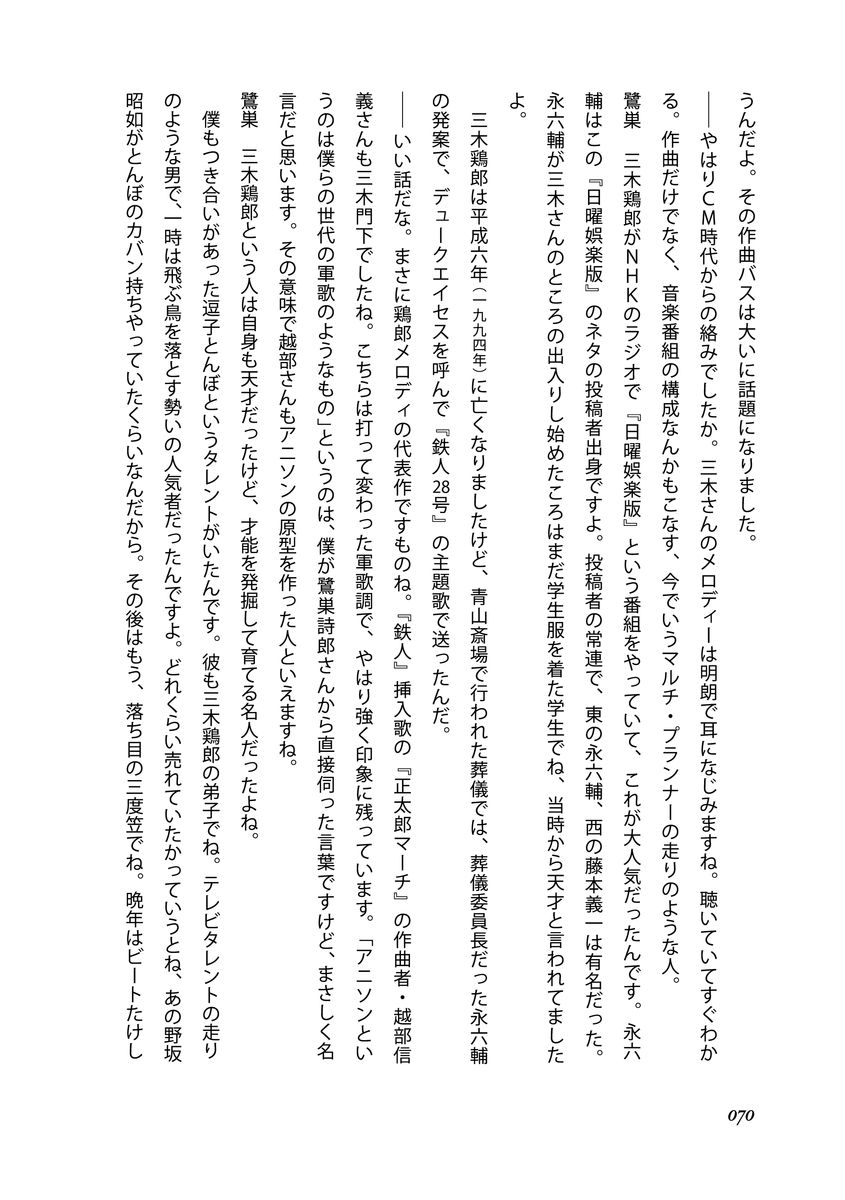 うんだよ。その作曲バスは大いに話題になりました。
――やはりCM時代からの絡みでしたか。三木さんのメロディーは明朗で耳になじみますね。聴いていてすぐわか
る。作曲だけでなく、音楽番組の構成なんかもこなす、今でいうマルチ・プランナーの走りのような人。
鷺巣　三木鶏郎がNHKのラジオで『日曜娯楽版』という番組をやっていて、これが大人気だったんです。永六
輔はこの『日曜娯楽版』のネタの投稿者出身ですよ。投稿者の常連で、東の永六輔、西の藤本義一は有名だった。
永六輔が三木さんのところの出入りし始めたころはまだ学生服を着た学生でね、当時から天才と言われてました
よ。
　三木鶏郎は平成六年（一九九四年）に亡くなりましたけど、青山斎場で行われた葬儀では、葬儀委員長だった永六輔
の発案で、デュークエイセスを呼んで『鉄人28号』の主題歌で送ったんだ。
――いい話だな。まさに鶏郎メロディの代表作ですものね。『鉄人』挿入歌の『正太郎マーチ』の作曲者・越部信
義さんも三木門下でしたね。こちらは打って変わった軍歌調で、やはり強く印象に残っています。「アニソンとい
うのは僕らの世代の軍歌のようなもの」というのは、僕が鷺巣詩郎さんから直接伺った言葉ですけど、まさしく名
言だと思います。その意味で越部さんもアニソンの原型を作った人といえますね。
鷺巣　三木鶏郎という人は自身も天才だったけど、才能を発掘して育てる名人だったよね。
　僕もつき合いがあった逗子とんぼというタレントがいたんです。彼も三木鶏郎の弟子でね。テレビタレントの走り
のような男で、一時は飛ぶ鳥を落とす勢いの人気者だったんですよ。どれくらい売れていたかっていうとね、あの野坂
昭如がとんぼのカバン持ちやっていたくらいなんだから。その後はもう、落ち目の三度笠でね。晩年はビートたけし
070